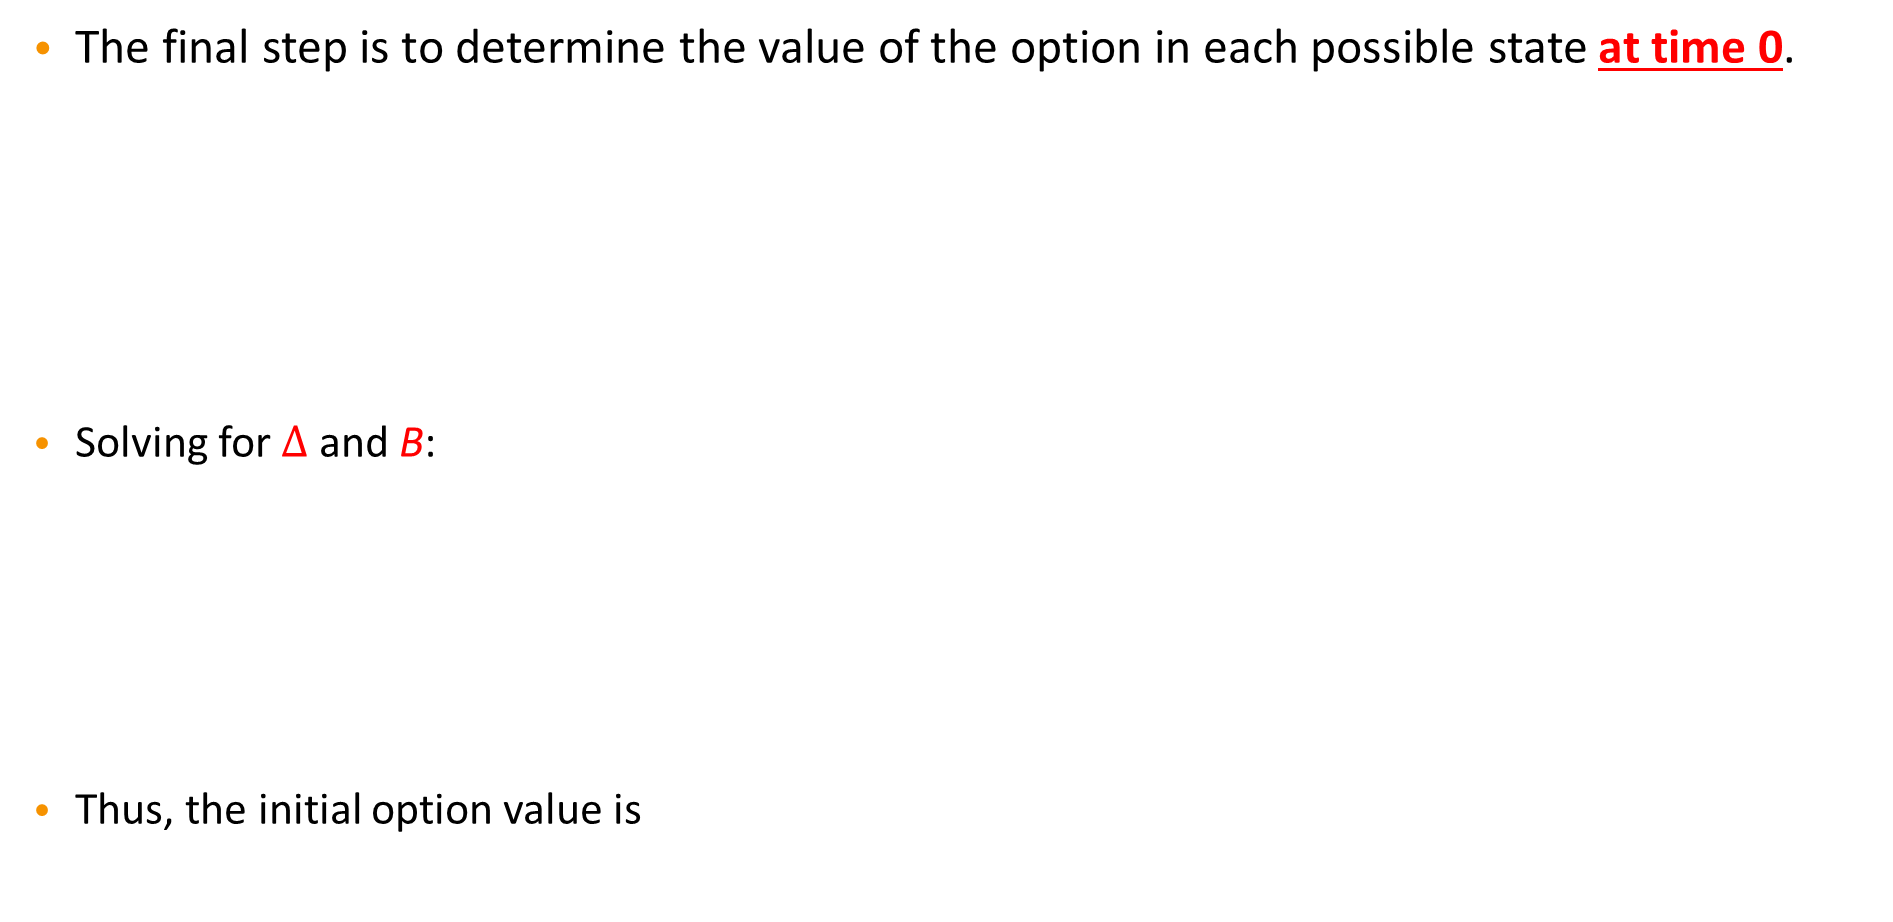 • The final step is to determine the value of the option in each possible state at time 0.
• Solving for Δ and B:
• Thus, the initial option value is